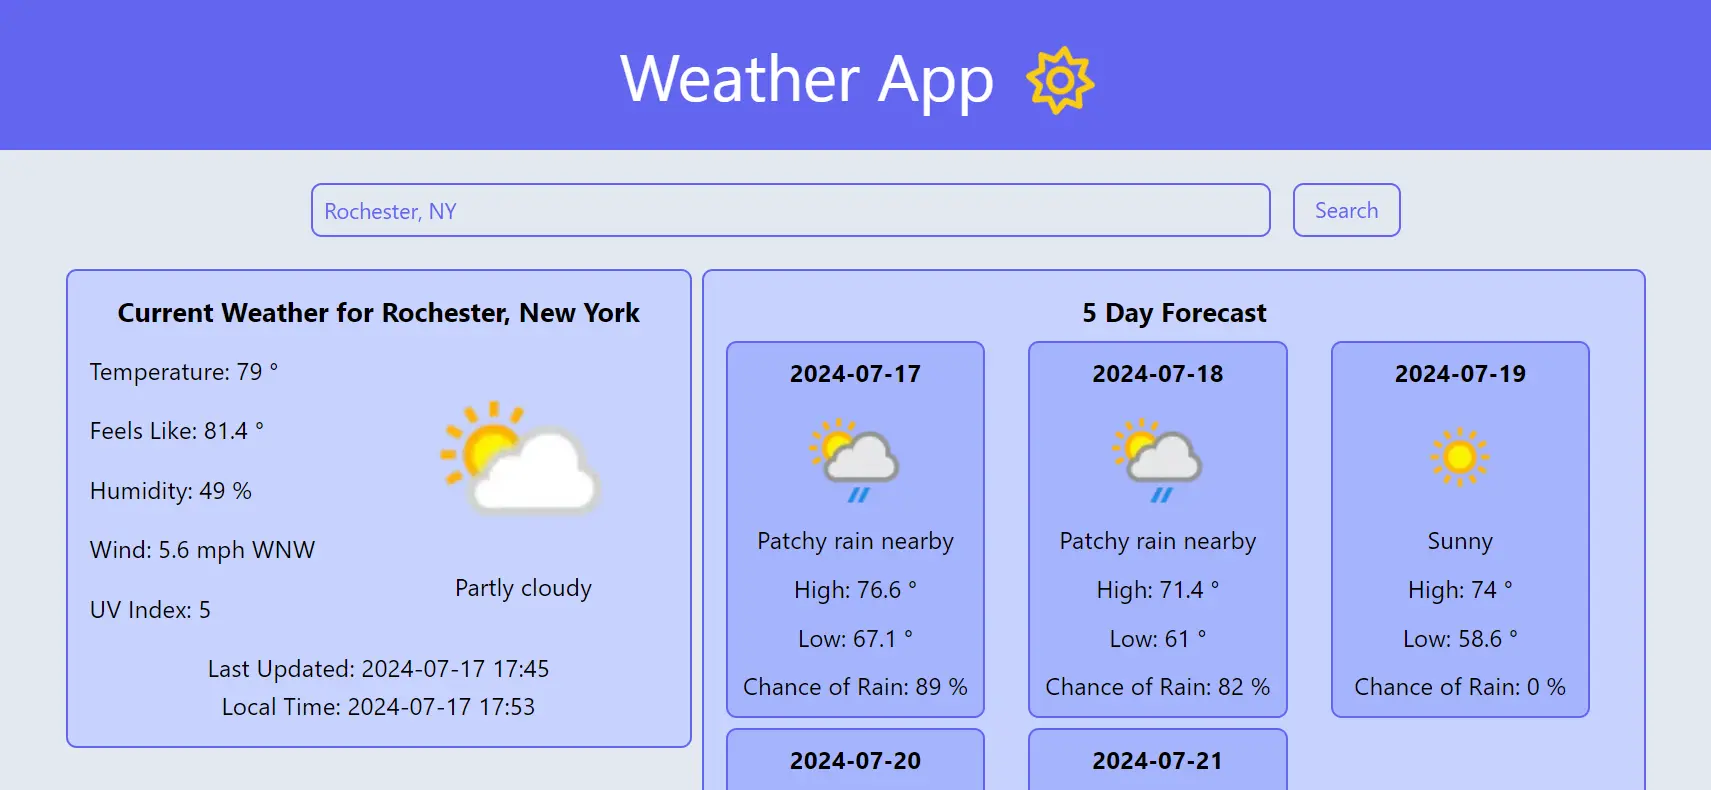 Weather App
Rochester, NY
Search
Current Weather for Rochester, New York
Temperature: 79 °
Feels Like: 81.4 °
Humidity: 49 %
Wind: 5.6 mph WNW
UV Index: 5
Partly cloudy
Last Updated: 2024-07-17 17:45
Local Time: 2024-07-17 17:53
5 Day Forecast
2024-07-17
Patchy rain nearby
High: 76.6 °
Low: 67.1 °
Chance of Rain: 89 %
2024-07-18
Patchy rain nearby
High: 71.4 °
Low: 61 °
Chance of Rain: 82 %
2024-07-19
Sunny
High: 74 °
Low: 58.6 °
Chance of Rain: 0 %
2024-07-20
2024-07-21